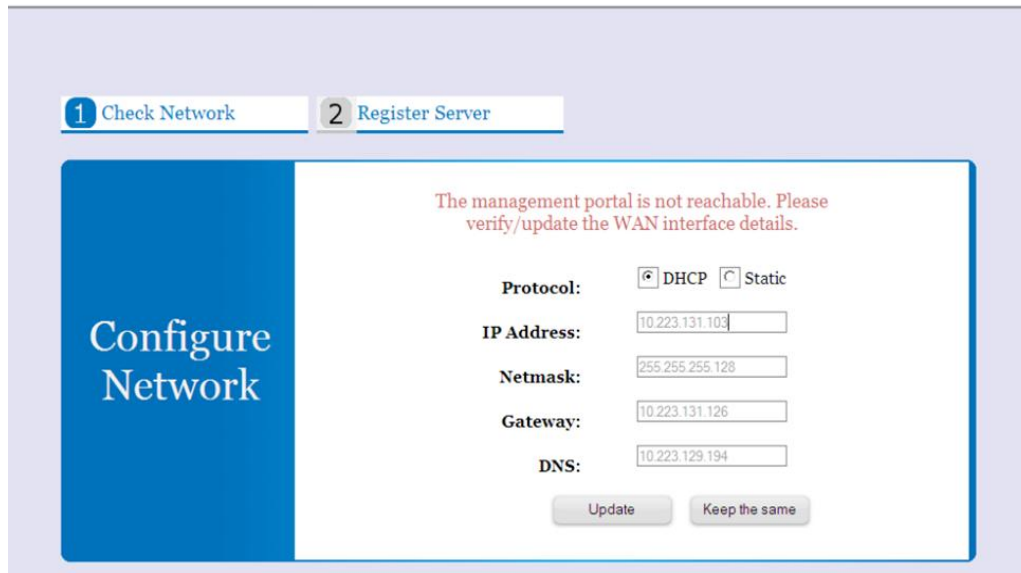 1 Check Network
2 Register Server
The management portal is not reachable. Please
verify/update the WAN interface details.
Configure
Network
Protocol: DHCP Static
IP Address: 10.223.131.103
Netmask: 255.255.255.128
Gateway: 10.223.131.126
DNS: 10.223.129.194
Update Keep the same